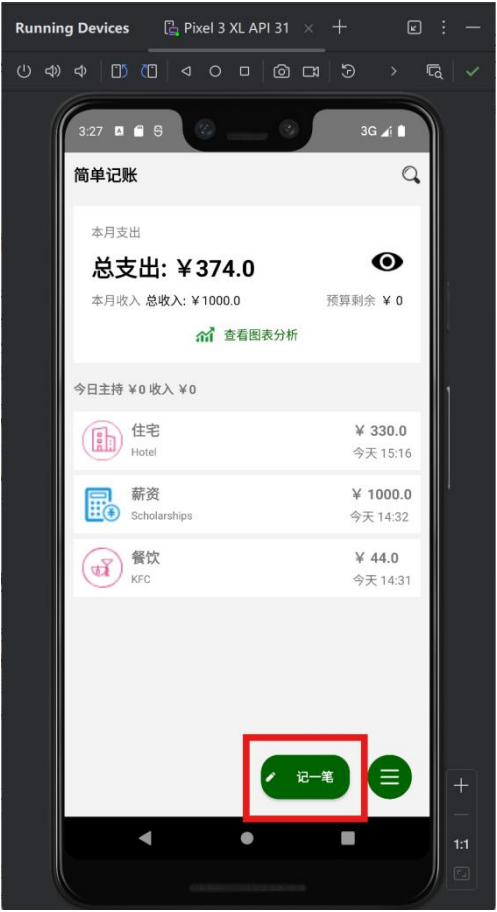 Running Devices
Pixel 3 XL API 31
3:27
3G
简单记账
本月支出
总支出: ￥374.0
本月收入 总收入: ￥1000.0 预算剩余 ￥ 0
查看图表分析
今日主持 ￥0 收入 ￥0
住宅 ￥ 330.0
Hotel 今天 15:16
薪资 ￥ 1000.0
Scholarships 今天 14:32
餐饮 ￥ 44.0
KFC 今天 14:31
记一笔
1:1